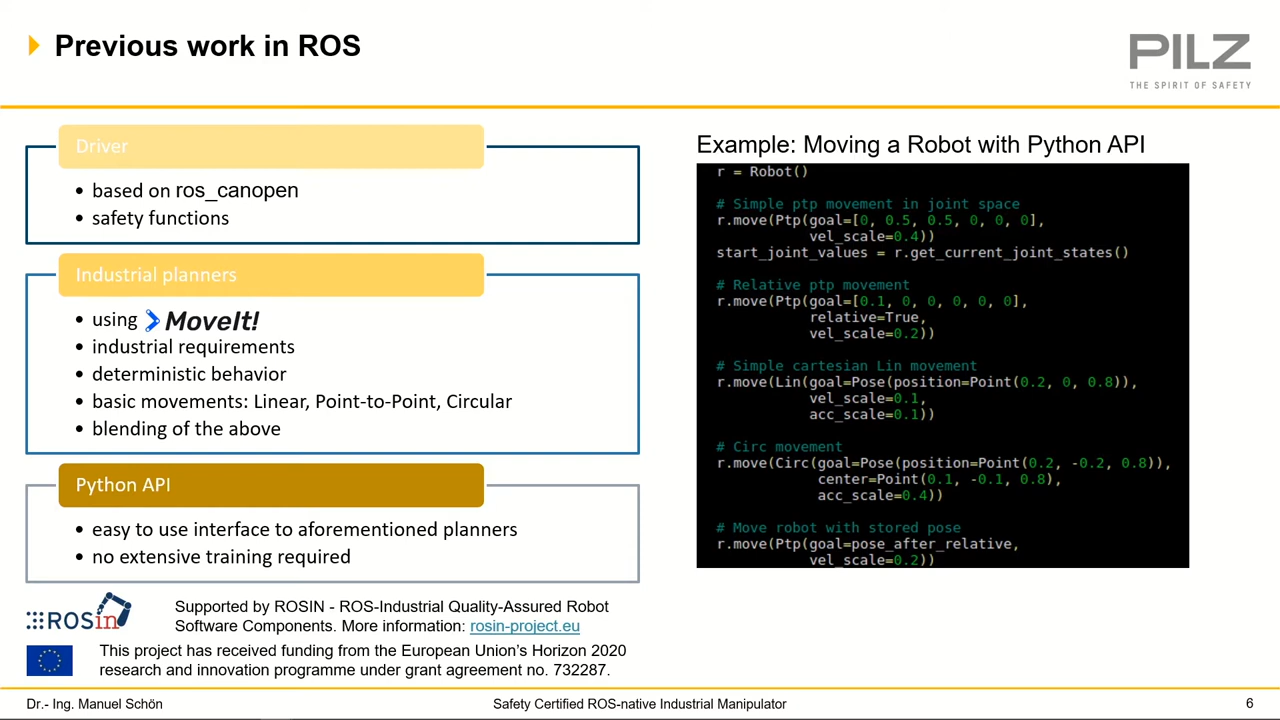 Previous work in ROS
PILZ
THE SPIRIT OF SAFETY
Driver
• based on ros_canopen
• safety functions
Industrial planners
• using MoveIt!
• industrial requirements
• deterministic behavior
• basic movements: Linear, Point-to-Point, Circular
• blending of the above
Python API
• easy to use interface to aforementioned planners
• no extensive training required
ROSin
Supported by ROSIN - ROS-Industrial Quality-Assured Robot
Software Components. More information: rosin-project.eu
This project has received funding from the European Union's Horizon 2020
research and innovation programme under grant agreement no. 732287.
Example: Moving a Robot with Python API
r = Robot()
# Simple ptp movement in joint space
r.move(Ptp(goal=[0, 0.5, 0.5, 0, 0, 0],
vel_scale=0.4))
start_joint_values = r.get_current_joint_states()
# Relative ptp movement
r.move(Ptp(goal=[0.1, 0, 0, 0, 0, 0],
relative=True,
vel_scale=0.2))
# Simple cartesian Lin movement
r.move(Lin(goal=Pose(position=Point(0.2, 0, 0.8)),
vel_scale=0.1,
acc_scale=0.1))
# Circ movement
r.move(Circ(goal=Pose(position=Point(0.2, -0.2, 0.8)),
center=Point(0.1, -0.1, 0.8),
acc_scale=0.4))
# Move robot with stored pose
r.move(Ptp(goal=pose_after_relative,
vel_scale=0.2))
Dr.- Ing. Manuel Schön
Safety Certified ROS-native Industrial Manipulator
6